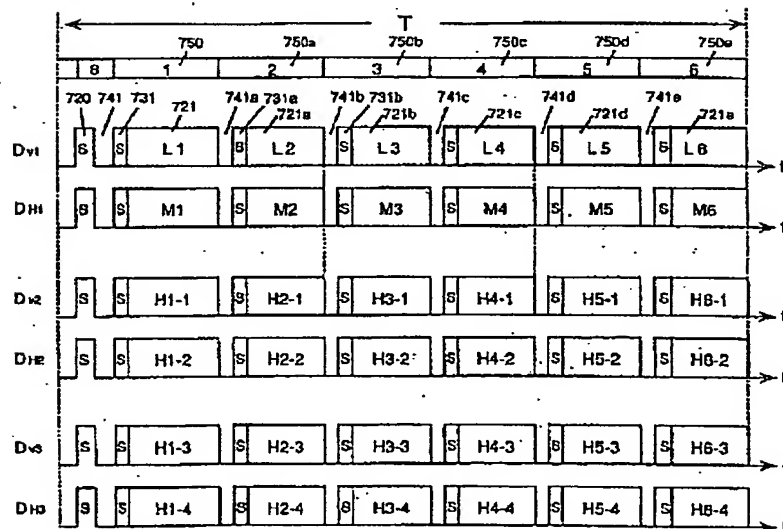 T
750 750a 750b 750c 750d 750e
S 1 2 3 4 5 6
720 741 731 721 741a 731a 721a 741b 731b 721b 741c 721c 741d 721d 741e 721e
Dv1 S S L1 S L2 S L3 S L4 S L5 S L6 t
DH1 S S M1 S M2 S M3 S M4 S M5 S M6 t
Dv2 S S H1-1 S H2-1 S H3-1 S H4-1 S H5-1 S H6-1 t
DH2 S S H1-2 S H2-2 S H3-2 S H4-2 S H5-2 S H6-2
Dv3 S S H1-3 S H2-3 S H3-3 S H4-3 S H5-3 S H6-3
DH3 S S H1-4 S H2-4 S H3-4 S H4-4 S H5-4 S H6-4